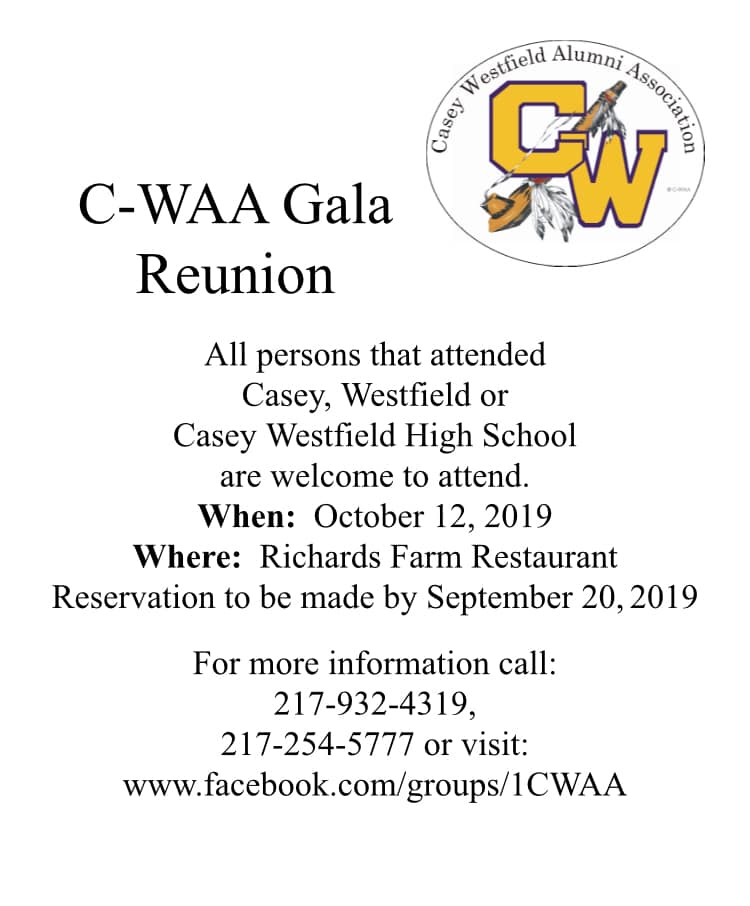 Casey Westfield Alumni Association
CW
© C-WAA
C-WAA Gala
Reunion
All persons that attended
Casey, Westfield or
Casey Westfield High School
are welcome to attend.
When: October 12, 2019
Where: Richards Farm Restaurant
Reservation to be made by September 20, 2019
For more information call:
217-932-4319,
217-254-5777 or visit:
www.facebook.com/groups/1CWAA